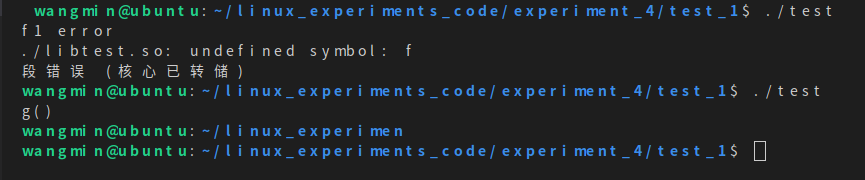 wangmin@ubuntu:~/linux_experiments_code/experiment_4/test_1$ ./test
f1 error
./libtest.so: undefined symbol: f
段错误 (核心已转储)
wangmin@ubuntu:~/linux_experiments_code/experiment_4/test_1$ ./test
g()
wangmin@ubuntu:~/linux_experimen
wangmin@ubuntu:~/linux_experiments_code/experiment_4/test_1$